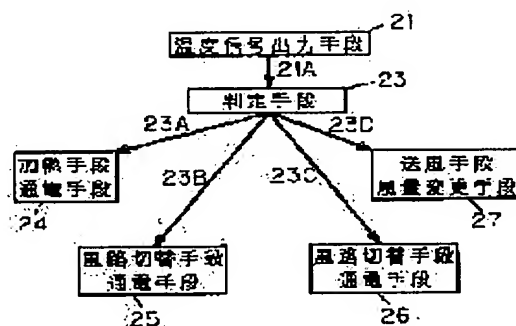 21
温度信号出力手段
21A
23
判定手段
23A
23B
23C
23D
加熱手段
通電手段
24
送風手段
風量変更手段
27
風路切替手段
通電手段
25
風路切替手段
通電手段
26